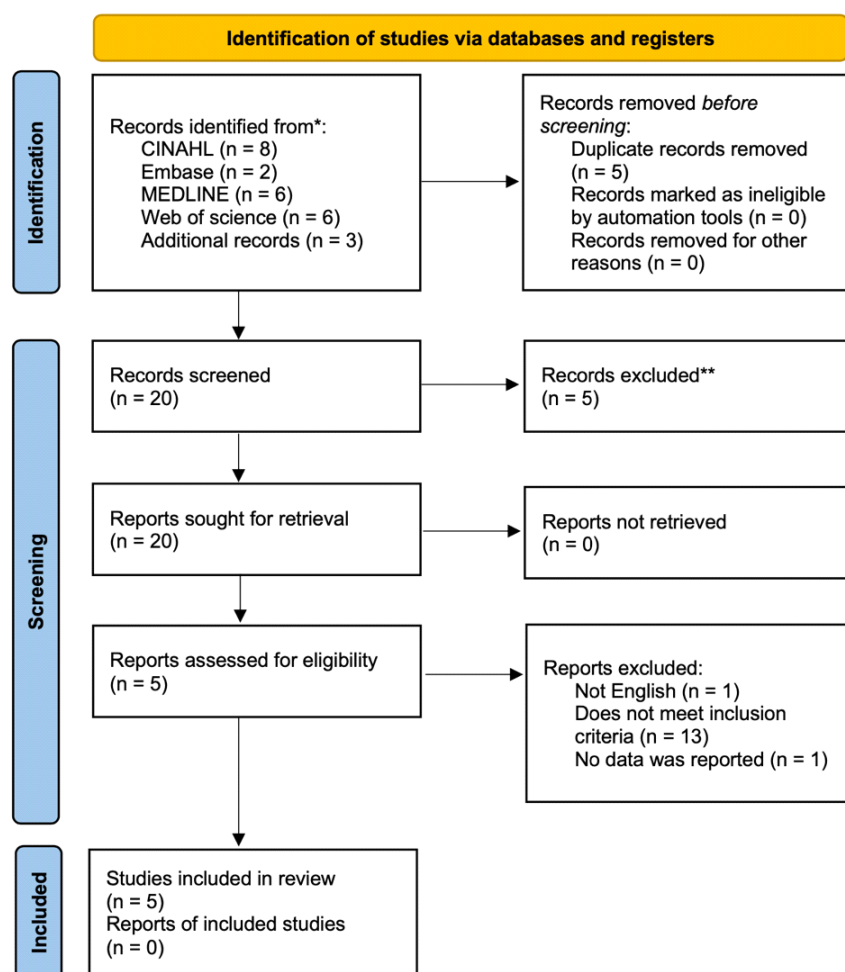 Identification of studies via databases and registers
Identification
Records identified from*:
CINAHL (n = 8)
Embase (n = 2)
MEDLINE (n = 6)
Web of science (n = 6)
Additional records (n = 3)
Records removed before
screening:
Duplicate records removed
(n = 5)
Records marked as ineligible
by automation tools (n = 0)
Records removed for other
reasons (n = 0)
Screening
Records screened
(n = 20)
Records excluded**
(n = 5)
Reports sought for retrieval
(n = 20)
Reports not retrieved
(n = 0)
Reports assessed for eligibility
(n = 5)
Reports excluded:
Not English (n = 1)
Does not meet inclusion
criteria (n = 13)
No data was reported (n = 1)
Included
Studies included in review
(n = 5)
Reports of included studies
(n = 0)